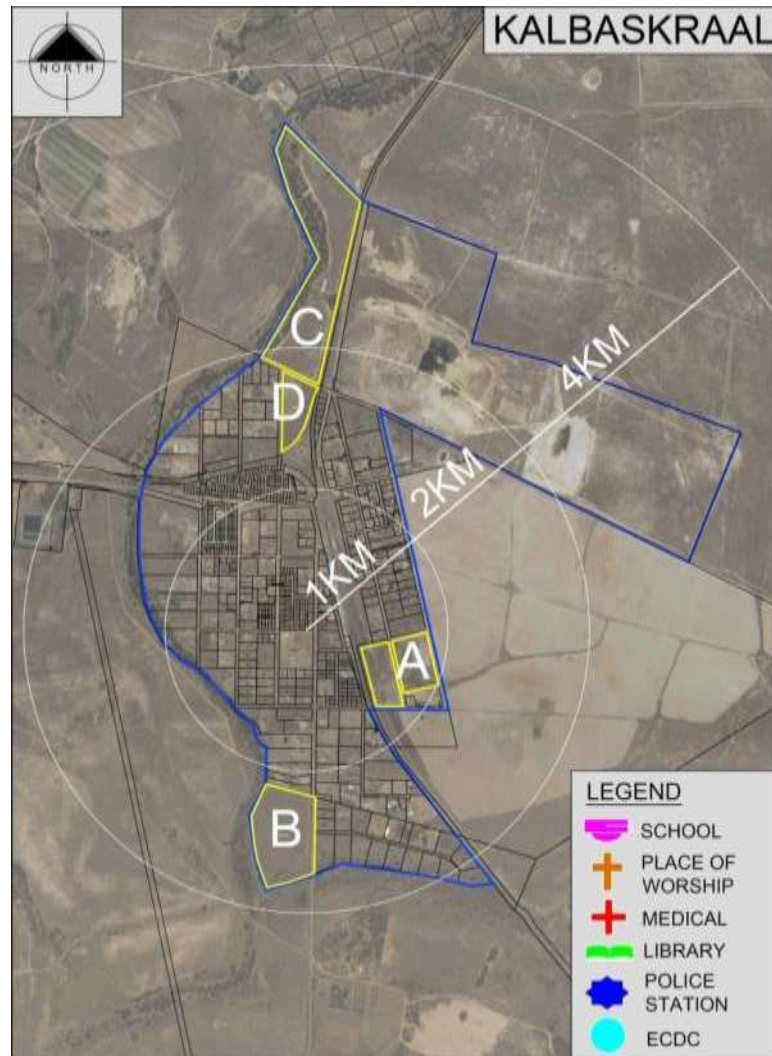 KALBASKRAAL
NORTH
C
D
4KM
2KM
1KM
A
B
LEGEND
SCHOOL
PLACE OF
WORSHIP
MEDICAL
LIBRARY
POLICE
STATION
ECDC